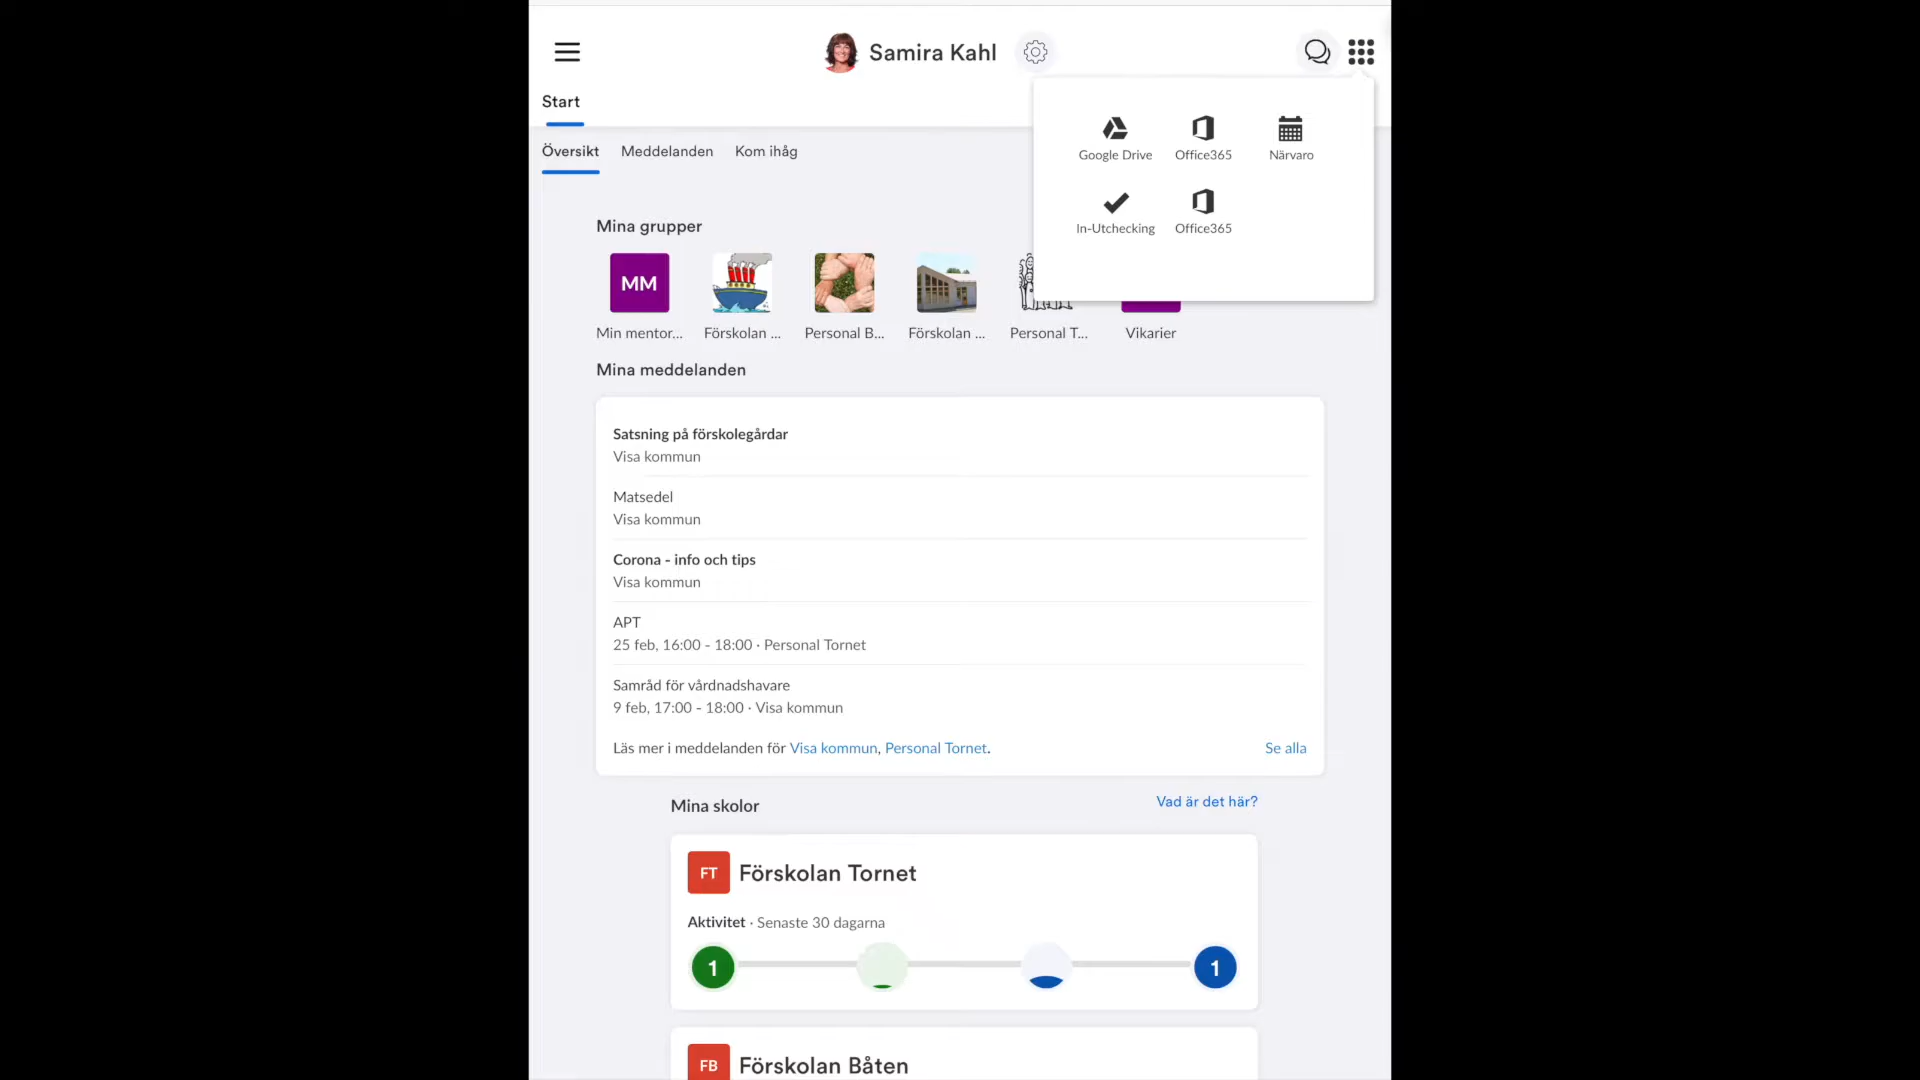 Samira Kahl
Start
Översikt
Meddelanden
Kom ihåg
Google Drive
Office365
Närvaro
In-Utchecking
Office365
Mina grupper
MM
Min mentor...
Förskolan ...
Personal B...
Förskolan ...
Personal T...
Vikarier
Mina meddelanden
Satsning på förskolegårdar
Visa kommun
Matsedel
Visa kommun
Corona - info och tips
Visa kommun
APT
25 feb, 16:00 - 18:00 · Personal Tornet
Samråd för vårdnadshavare
9 feb, 17:00 - 18:00 · Visa kommun
Läs mer i meddelanden för Visa kommun, Personal Tornet.
Se alla
Mina skolor
Vad är det här?
FT
Förskolan Tornet
Aktivitet · Senaste 30 dagarna
1
1
FB
Förskolan Båten